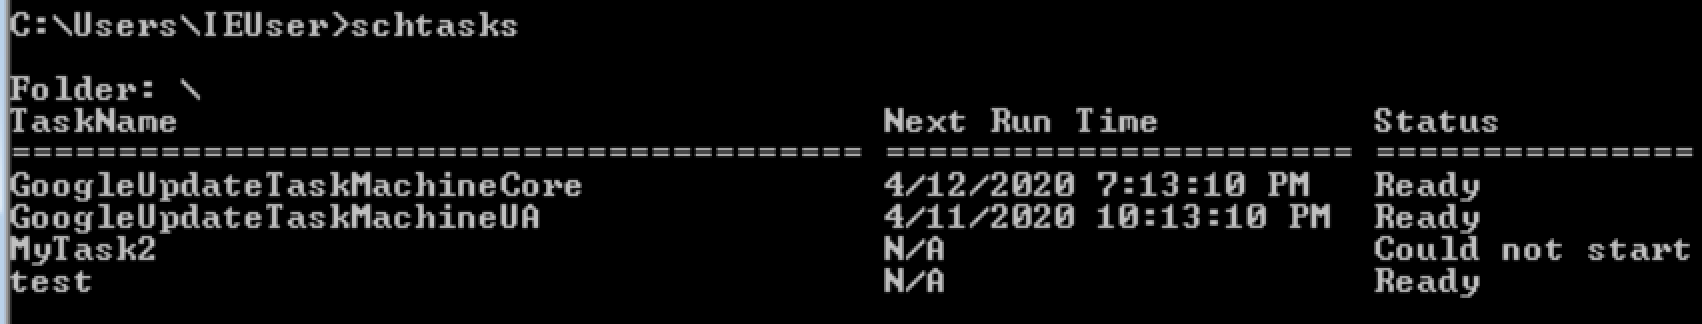 C:\Users\IEUser>schtasks
Folder: \
TaskName Next Run Time Status
======================================== ====================== ===============
GoogleUpdateTaskMachineCore 4/12/2020 7:13:10 PM Ready
GoogleUpdateTaskMachineUA 4/11/2020 10:13:10 PM Ready
MyTask2 N/A Could not start
test N/A Ready